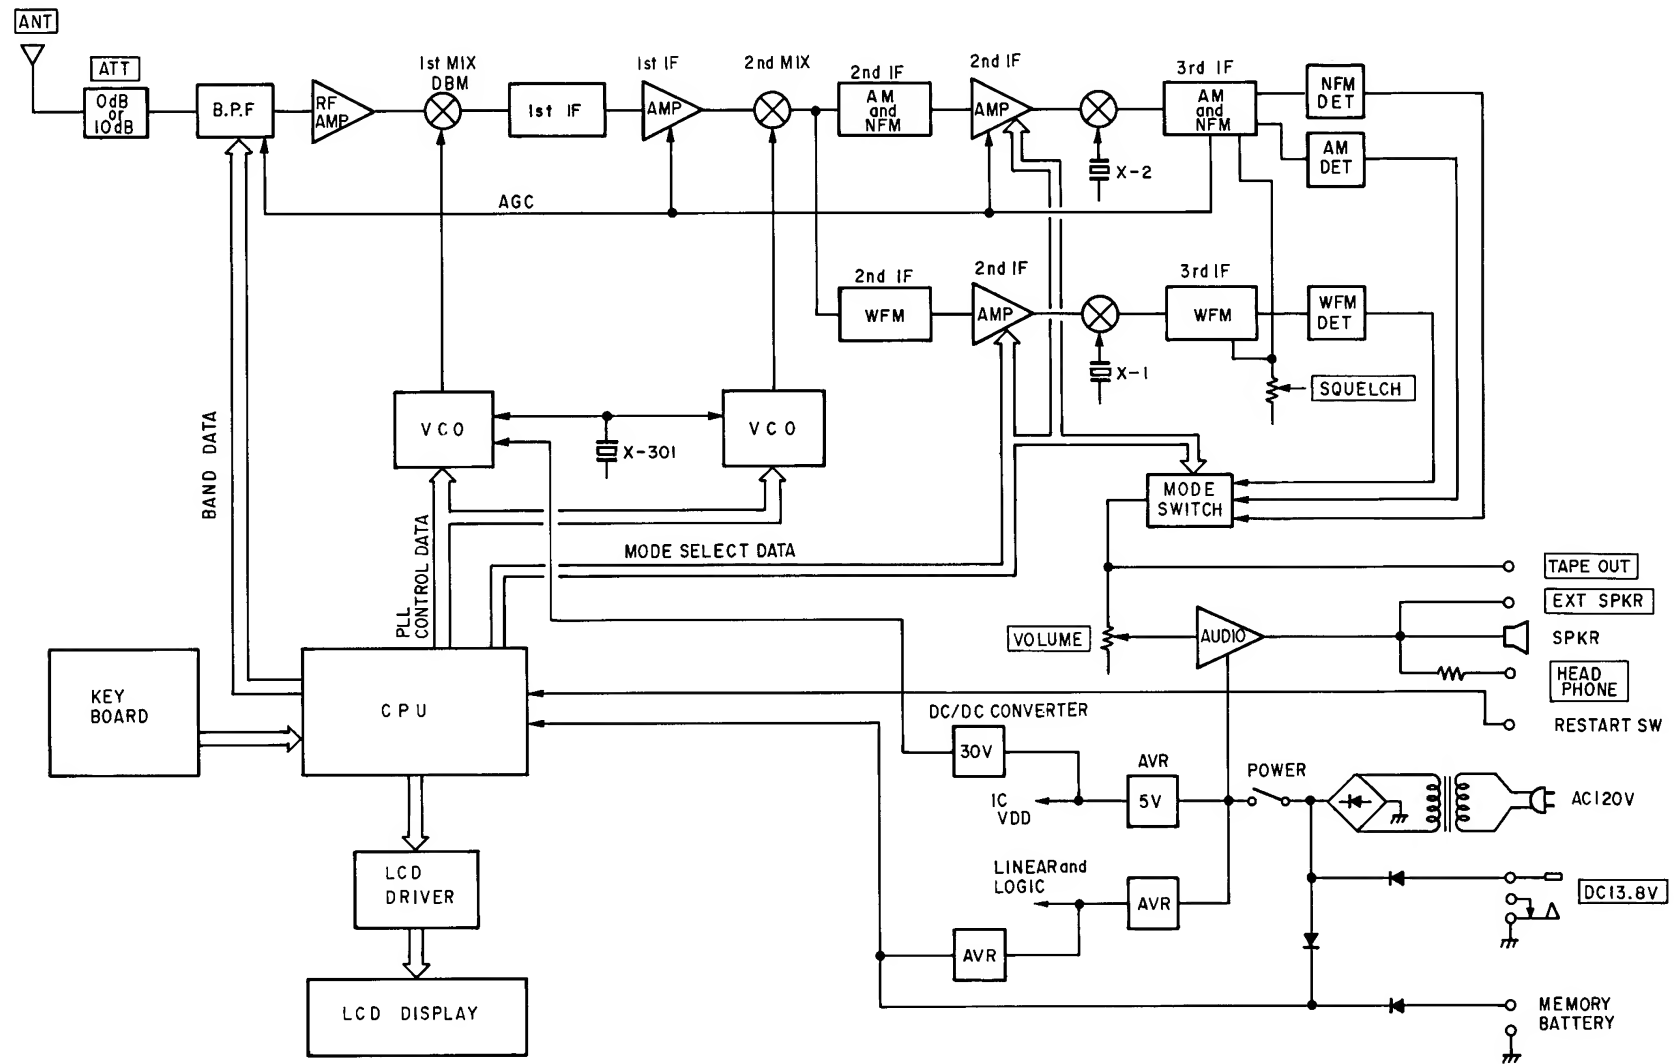 ANT
ATT
0dB
or
10dB
B.P.F
RF
AMP
1st MIX
DBM
1st IF
1st IF
AMP
2nd MIX
2nd IF
AM
and
NFM
2nd IF
AMP
X-2
3rd IF
AM
and
NFM
NFM
DET
AM
DET
AGC
2nd IF
WFM
2nd IF
AMP
X-1
3rd IF
WFM
WFM
DET
SQUELCH
VCO
X-301
VCO
BAND DATA
PLL
CONTROL DATA
MODE SELECT DATA
MODE
SWITCH
TAPE OUT
EXT SPKR
VOLUME
AUDIO
SPKR
HEAD
PHONE
RESTART SW
KEY
BOARD
CPU
DC/DC CONVERTER
30V
AVR
5V
POWER
IC
VDD
AC120V
LINEAR and
LOGIC
AVR
AVR
DC13.8V
LCD
DRIVER
LCD DISPLAY
MEMORY
BATTERY